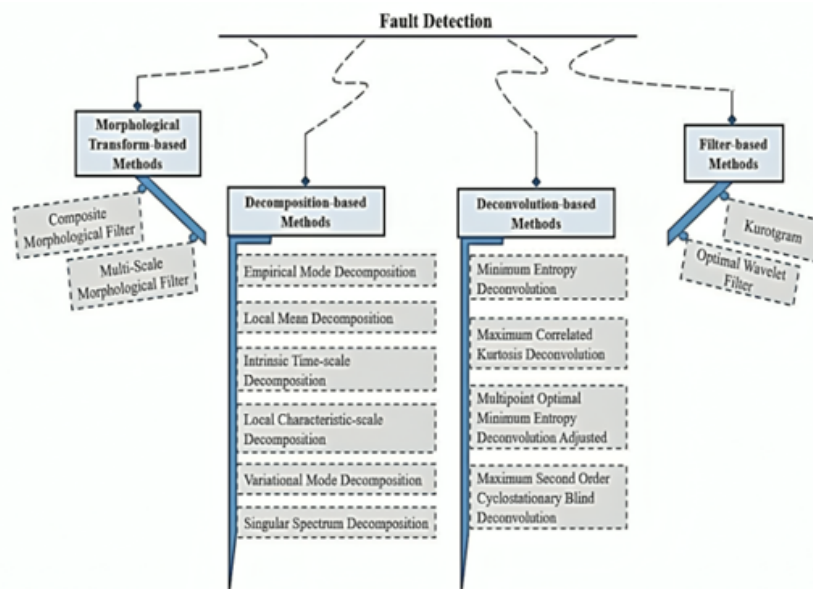 Fault Detection
Morphological
Transform-based
Methods
Composite
Morphological Filter
Multi-Scale
Morphological Filter
Decomposition-based
Methods
Empirical Mode Decomposition
Local Mean Decomposition
Intrinsic Time-scale
Decomposition
Local Characteristic-scale
Decomposition
Variational Mode Decomposition
Singular Spectrum Decomposition
Deconvolution-based
Methods
Minimum Entropy
Deconvolution
Maximum Correlated
Kurtosis Deconvolution
Multipoint Optimal
Minimum Entropy
Deconvolution Adjusted
Maximum Second Order
Cyclostationary Blind
Deconvolution
Filter-based
Methods
Kurotgram
Optimal Wavelet
Filter